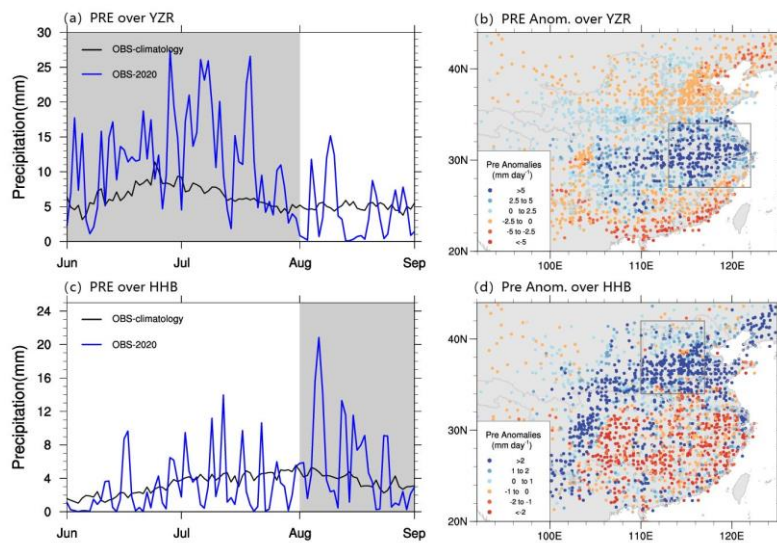 (a) PRE over YZR
OBS-climatology
OBS-2020
Precipitation(mm)
30
25
20
15
10
5
0
Jun
Jul
Aug
Sep
(b) PRE Anom. over YZR
40N
30N
20N
100E
110E
120E
Pre Anomalies
(mm day⁻¹)
>5
2.5 to 5
0 to 2.5
-2.5 to 0
-5 to -2.5
<-5
(c) PRE over HHB
OBS-climatology
OBS-2020
Precipitation(mm)
24
20
16
12
8
4
0
Jun
Jul
Aug
Sep
(d) Pre Anom. over HHB
40N
30N
20N
100E
110E
120E
Pre Anomalies
(mm day⁻¹)
>2
1 to 2
0 to 1
-1 to 0
-2 to -1
<-2